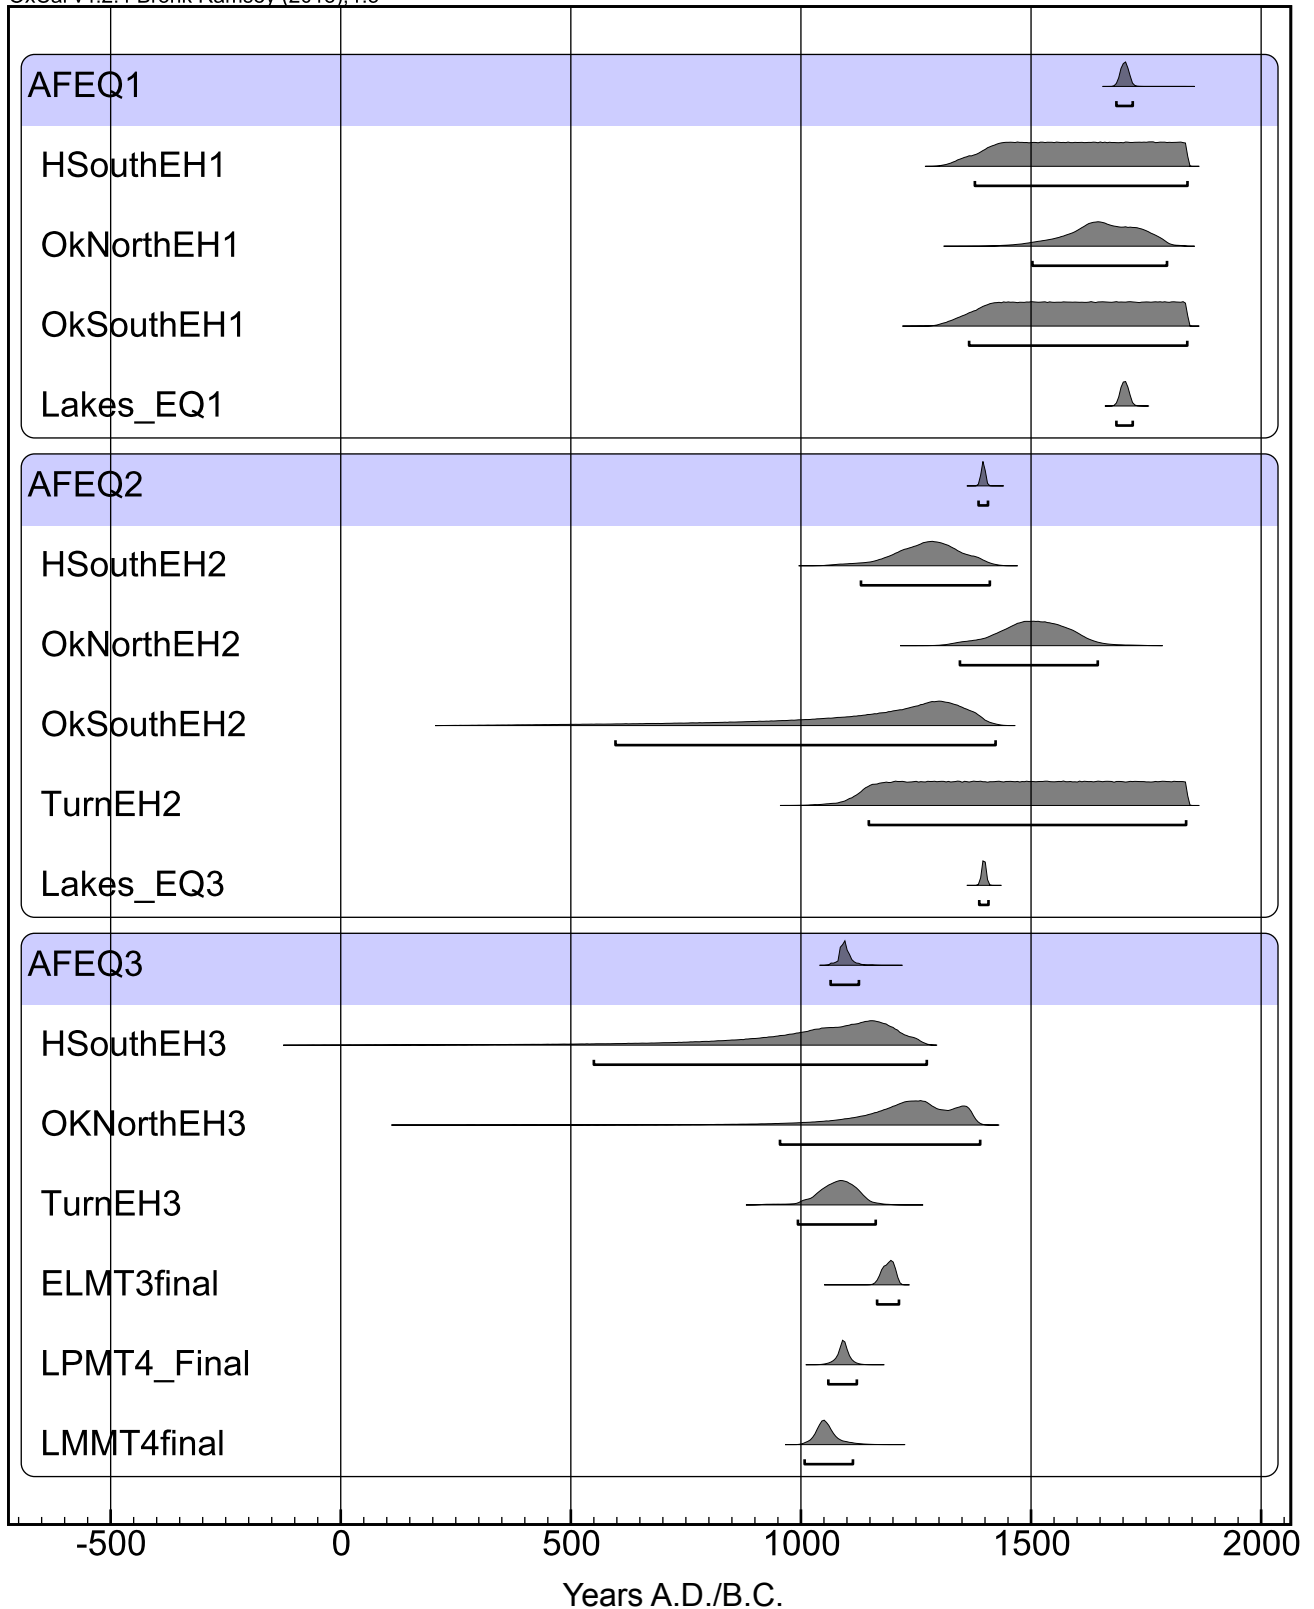 AFEQ1
HSouthEH1
OkNorthEH1
OkSouthEH1
Lakes_EQ1
AFEQ2
HSouthEH2
OkNorthEH2
OkSouthEH2
TurnEH2
Lakes_EQ3
AFEQ3
HSouthEH3
OKNorthEH3
TurnEH3
ELMT3final
LPMT4_Final
LMMT4final
-500 0 500 1000 1500 2000
Years A.D./B.C.